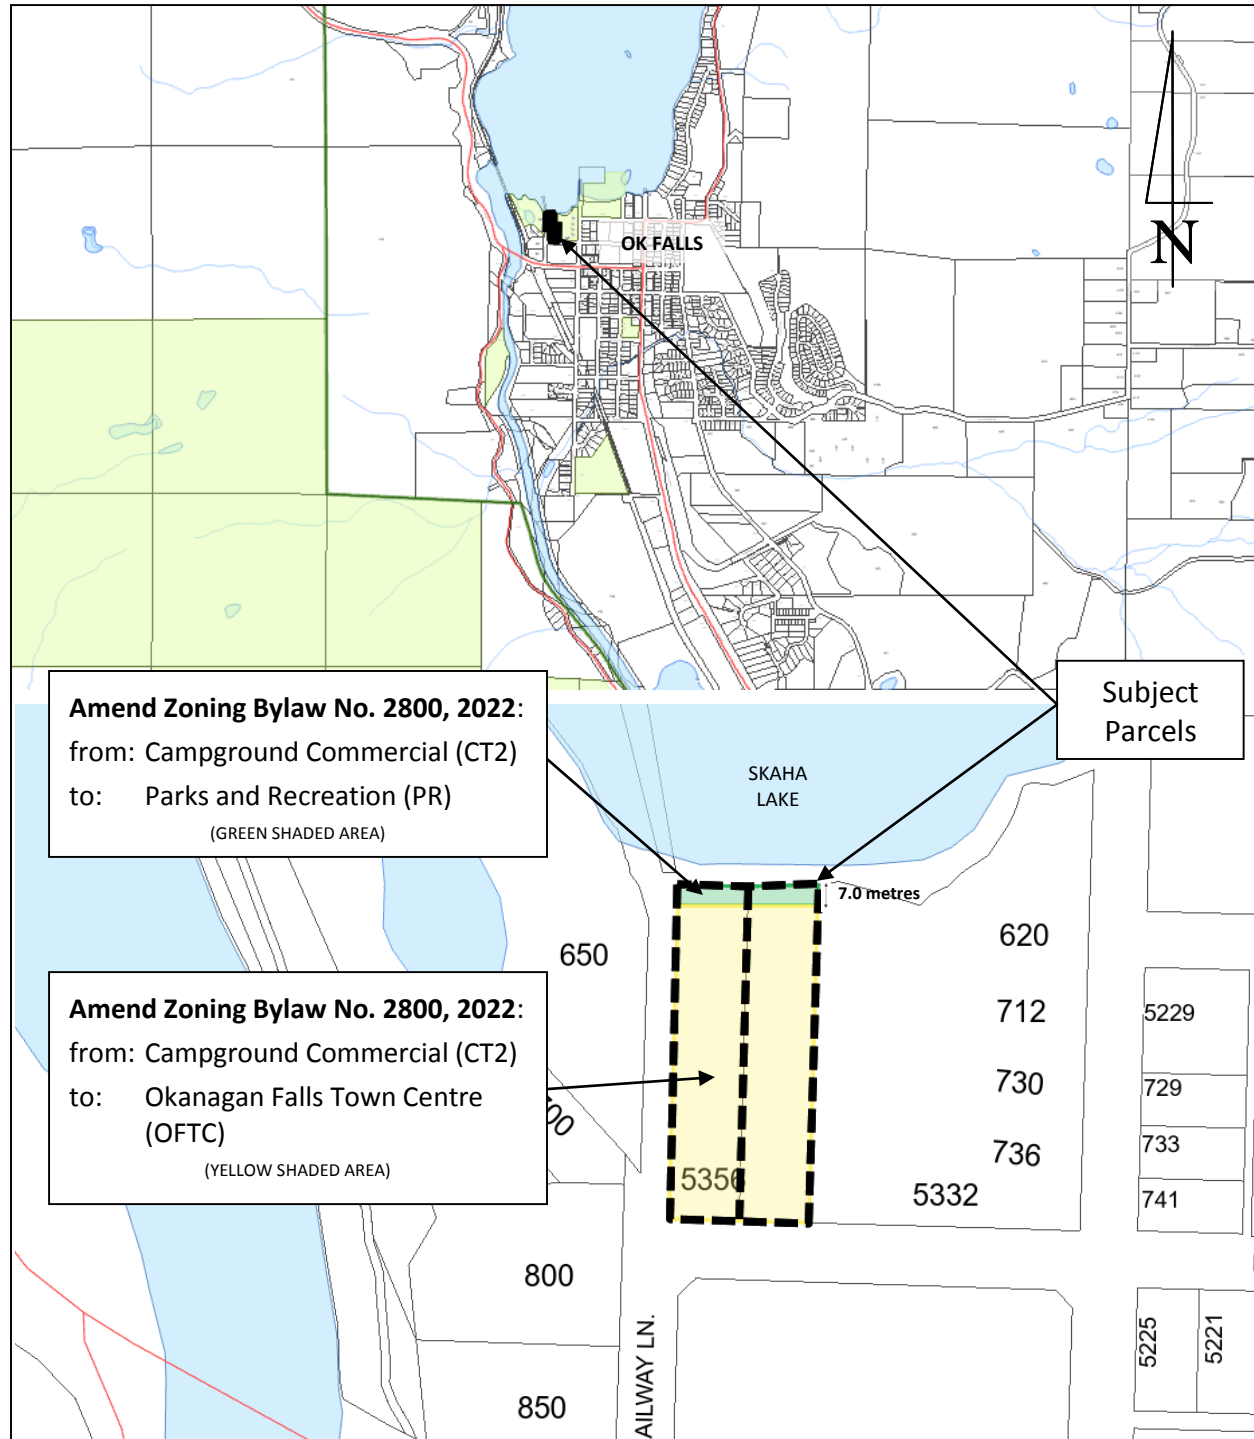 OK FALLS
N
Subject
Parcels
Amend Zoning Bylaw No. 2800, 2022:
from: Campground Commercial (CT2)
to: Parks and Recreation (PR)
(GREEN SHADED AREA)
SKAHA
LAKE
7.0 metres
650
620
712
730
736
5332
5229
729
733
741
Amend Zoning Bylaw No. 2800, 2022:
from: Campground Commercial (CT2)
to: Okanagan Falls Town Centre
(OFTC)
(YELLOW SHADED AREA)
5356
800
850
AILWAY LN.
5225
5221